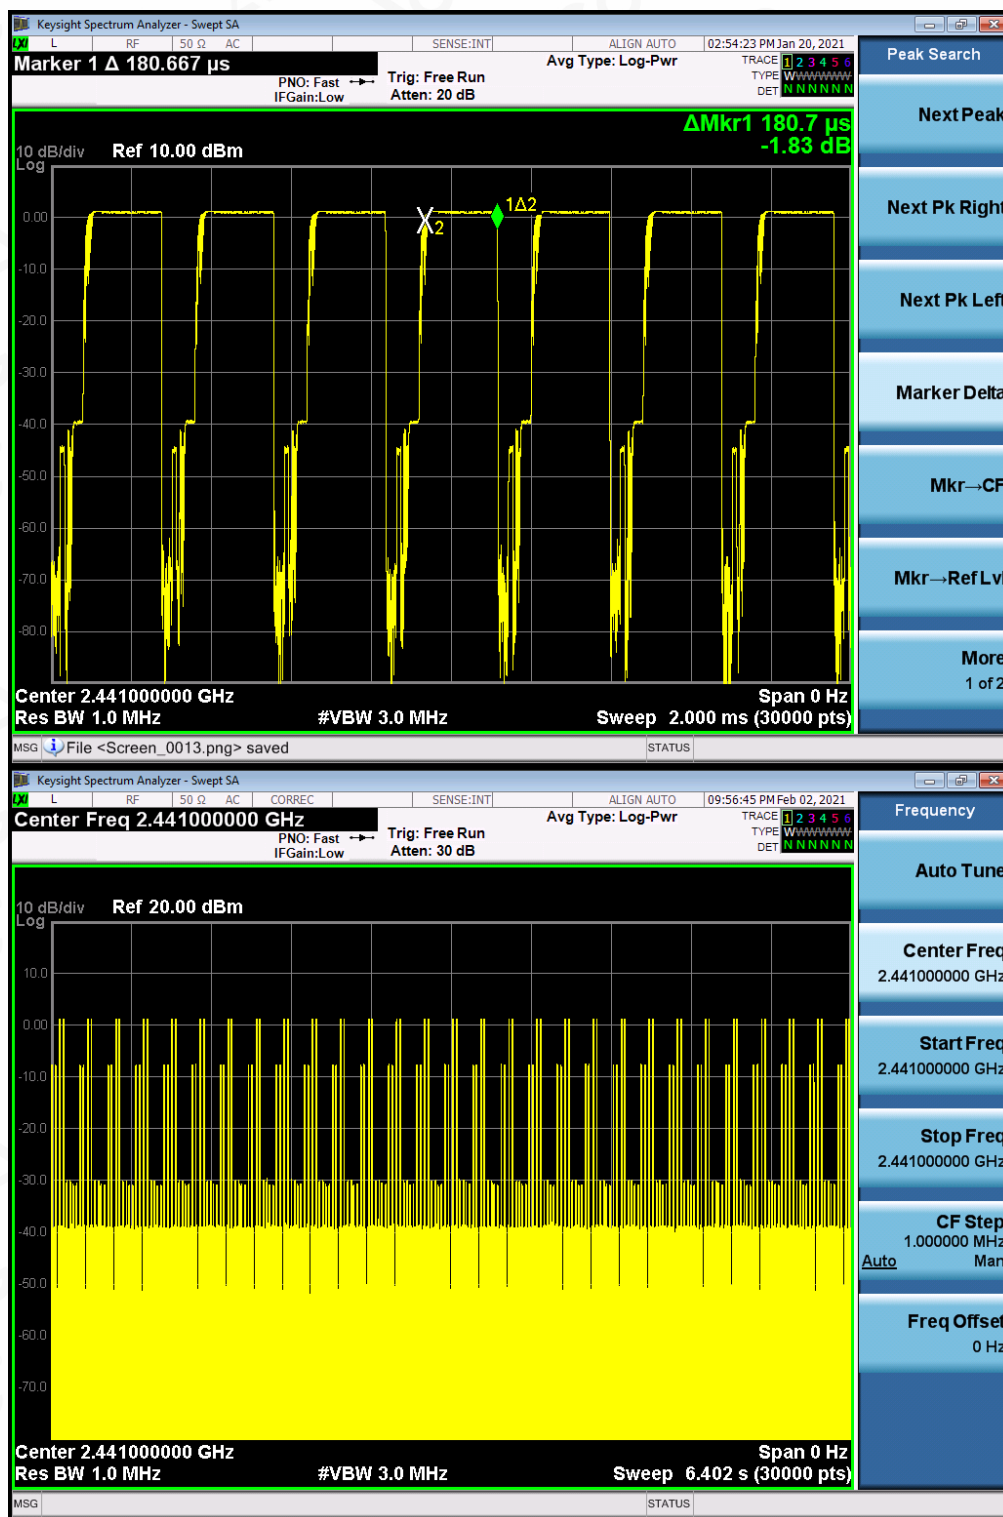 Keysight Spectrum Analyzer - Swept SA
LXI L RF 50 Ω AC SENSE:INT ALIGN AUTO 02:54:23 PM Jan 20, 2021
Marker 1 Δ 180.667 µs
PNO: Fast
IFGain:Low
Trig: Free Run
Atten: 20 dB
Avg Type: Log-Pwr
TRACE 1 2 3 4 5 6
TYPE WWWWWW
DET N N N N N N
Peak Search
Next Peak
Next Pk Right
Next Pk Left
Marker Delta
Mkr→CF
Mkr→Ref Lvl
More
1 of 2
ΔMkr1 180.7 µs
-1.83 dB
10 dB/div Ref 10.00 dBm
Log
0.00
-10.0
-20.0
-30.0
-40.0
-50.0
-60.0
-70.0
-80.0
X2
1Δ2
Center 2.441000000 GHz Span 0 Hz
Res BW 1.0 MHz #VBW 3.0 MHz Sweep 2.000 ms (30000 pts)
MSG File <Screen_0013.png> saved STATUS
Keysight Spectrum Analyzer - Swept SA
LXI L RF 50 Ω AC CORREC SENSE:INT ALIGN AUTO 09:56:45 PM Feb 02, 2021
Center Freq 2.441000000 GHz
PNO: Fast
IFGain:Low
Trig: Free Run
Atten: 30 dB
Avg Type: Log-Pwr
TRACE 1 2 3 4 5 6
TYPE WWWWWW
DET N N N N N N
Frequency
Auto Tune
Center Freq
2.441000000 GHz
Start Freq
2.441000000 GHz
Stop Freq
2.441000000 GHz
CF Step
1.000000 MHz
Auto Man
Freq Offset
0 Hz
10 dB/div Ref 20.00 dBm
Log
10.0
0.00
-10.0
-20.0
-30.0
-40.0
-50.0
-60.0
-70.0
Center 2.441000000 GHz Span 0 Hz
Res BW 1.0 MHz #VBW 3.0 MHz Sweep 6.402 s (30000 pts)
MSG STATUS